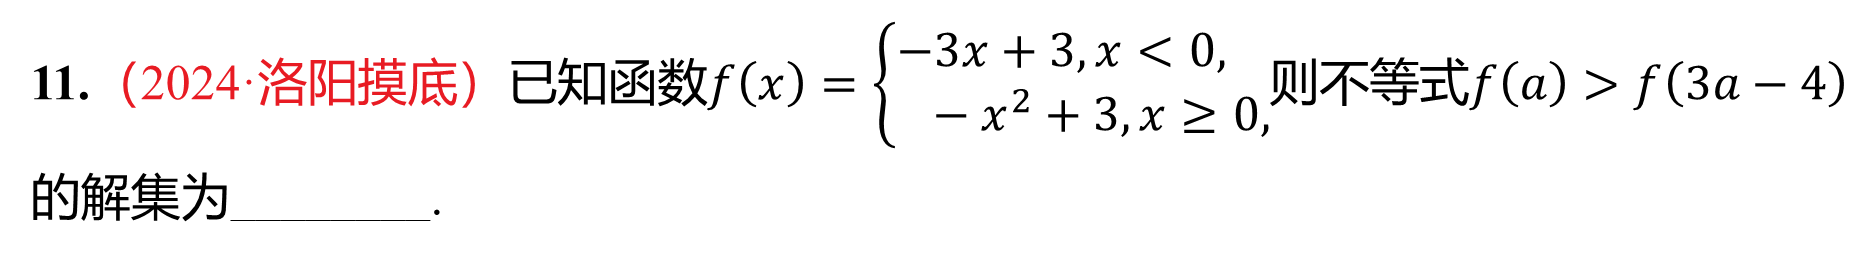 11.（2024·洛阳摸底）已知函数f(x) = {−3x + 3, x < 0, − x² + 3, x ≥ 0, 则不等式f(a) > f(3a − 4)
的解集为________.